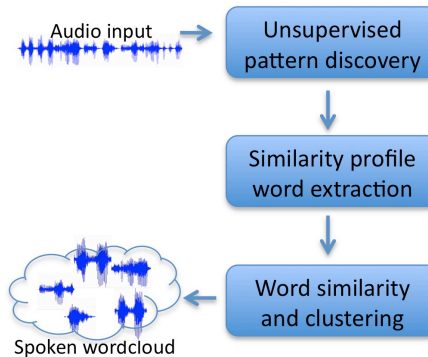 Audio input
Unsupervised
pattern discovery
Similarity profile
word extraction
Word similarity
and clustering
Spoken wordcloud